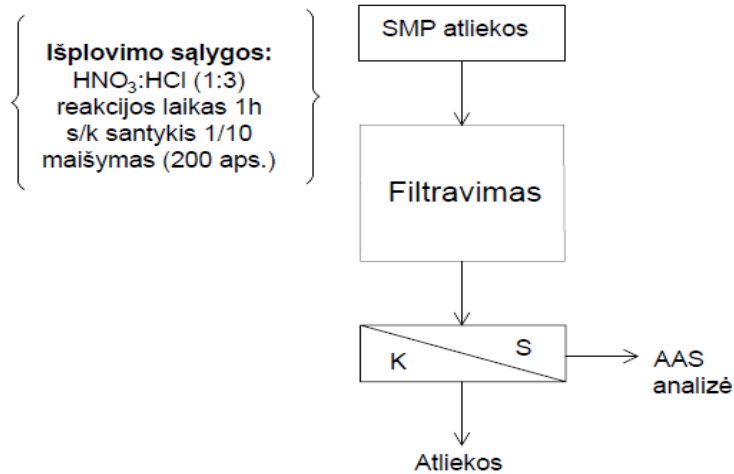 Išplovimo sąlygos:
HNO₃:HCl (1:3)
reakcijos laikas 1h
s/k santykis 1/10
maišymas (200 aps.)
SMP atliekos
Filtravimas
K
S
AAS
analizė
Atliekos